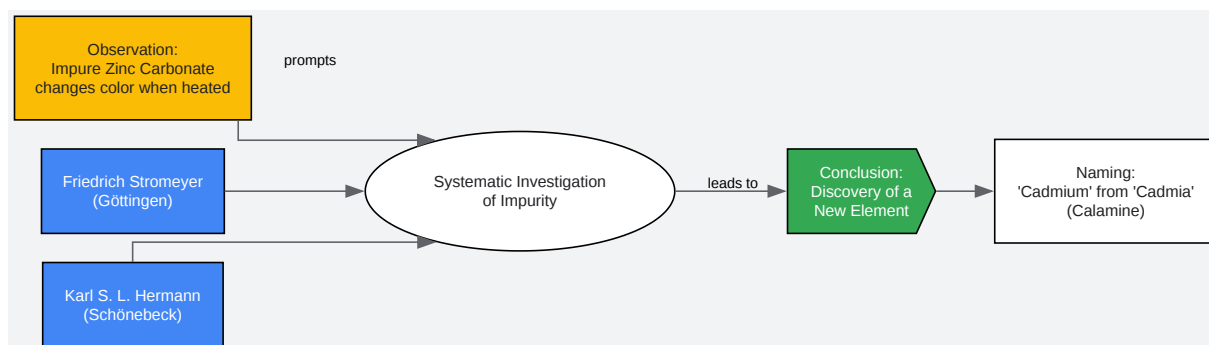 Observation:
Impure Zinc Carbonate
changes color when heated
prompts
Friedrich Stromeyer
(Göttingen)
Karl S. L. Hermann
(Schönebeck)
Systematic Investigation
of Impurity
leads to
Conclusion:
Discovery of a
New Element
Naming:
'Cadmium' from 'Cadmia'
(Calamine)